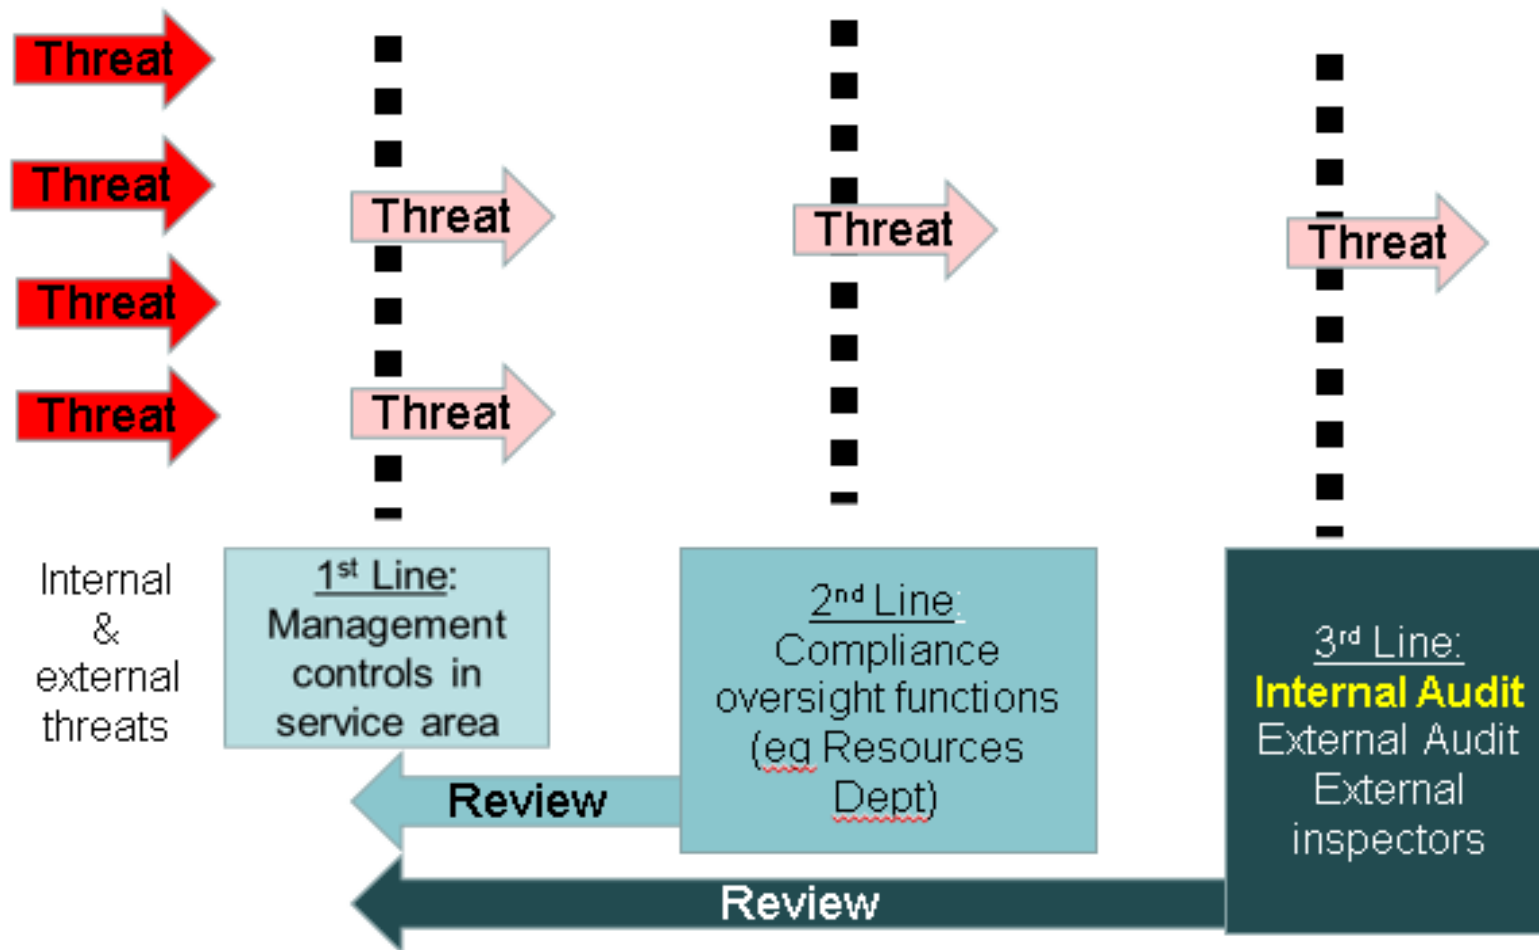 Threat
Threat
Threat
Threat
Threat
Threat
Threat
Threat
Internal
&
external
threats
1st Line:
Management
controls in
service area
2nd Line:
Compliance
oversight functions
(eg Resources
Dept)
3rd Line:
Internal Audit
External Audit
External
inspectors
Review
Review